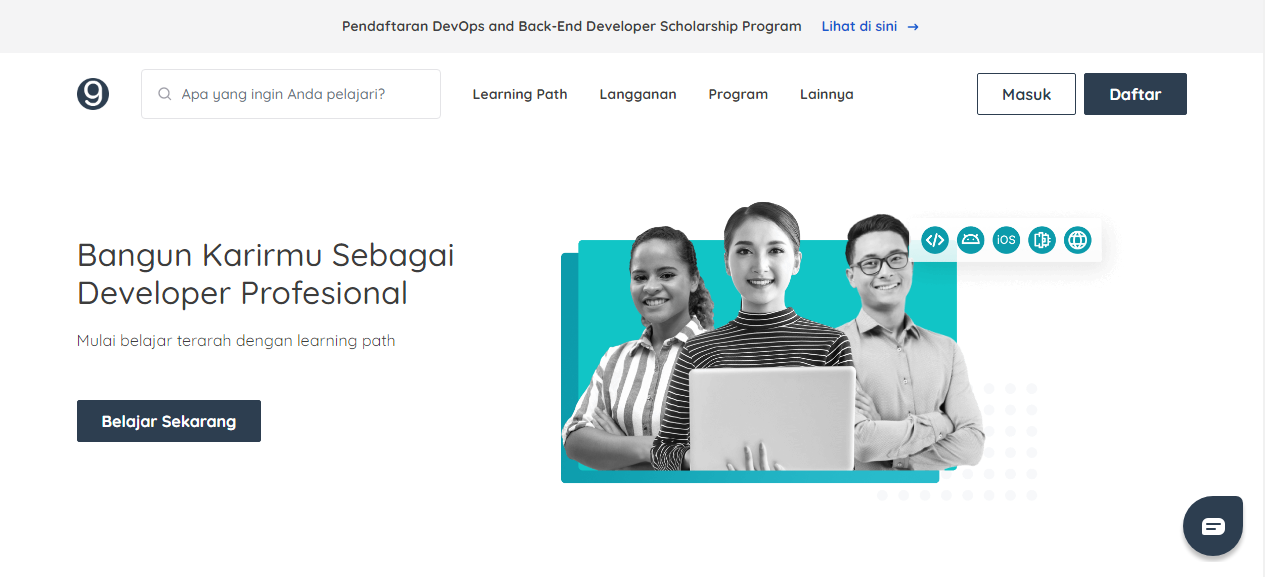 Pendaftaran DevOps and Back-End Developer Scholarship Program Lihat di sini →
Apa yang ingin Anda pelajari? Learning Path Langganan Program Lainnya Masuk Daftar
iOS
Bangun Karirmu Sebagai
Developer Profesional
Mulai belajar terarah dengan learning path
Belajar Sekarang